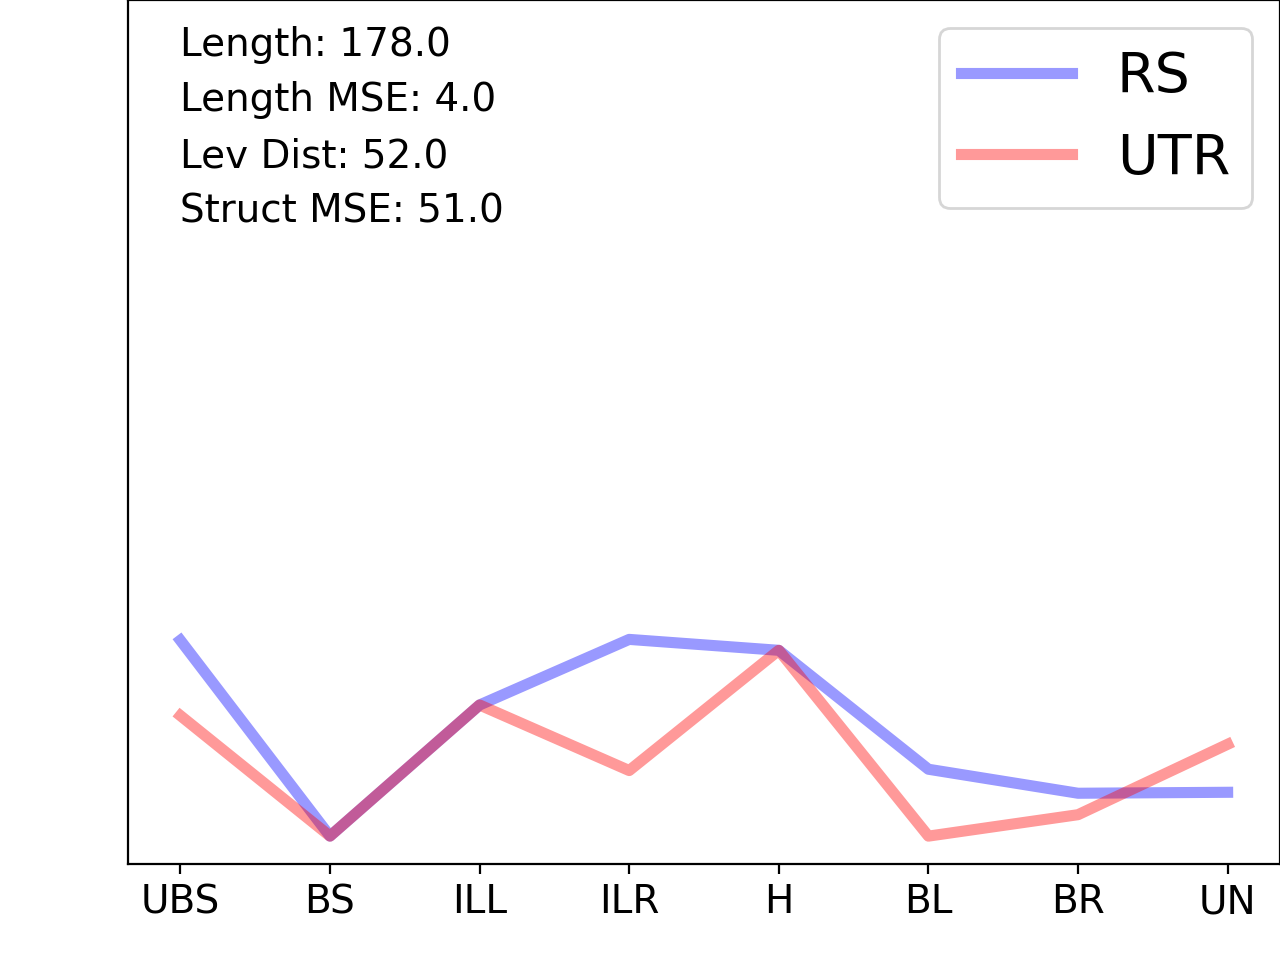 Length: 178.0
Length MSE: 4.0
Lev Dist: 52.0
Struct MSE: 51.0
RS
UTR
UBS BS ILL ILR H BL BR UN